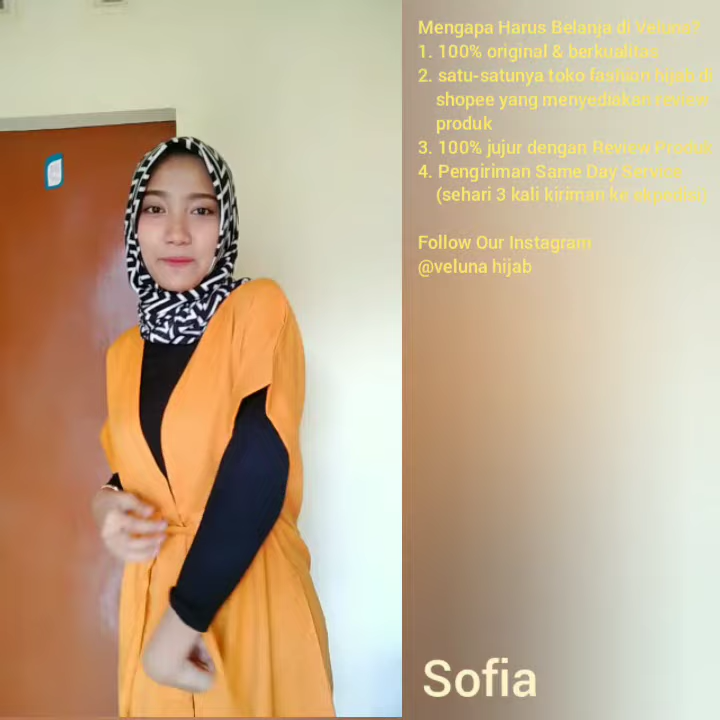 Mengapa Harus Belanja di Veluna?
1. 100% original & berkualitas
2. satu-satunya toko fashion hijab di
shopee yang menyediakan review
produk
3. 100% jujur dengan Review Produk
4. Pengiriman Same Day Service
(sehari 3 kali kiriman ke ekpedisi)
Follow Our Instagram
@veluna hijab
Sofia